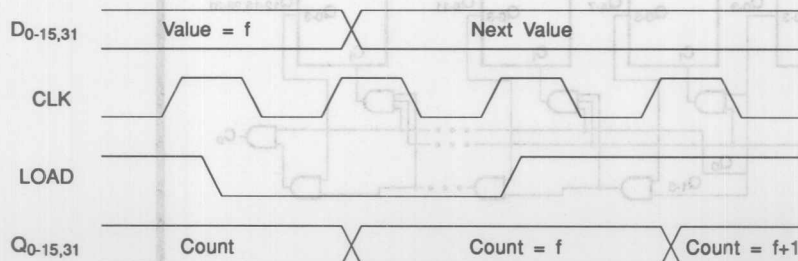 D0-15,31 Value = f Next Value
CLK
LOAD
Q0-15,31 Count Count = f Count = f+1